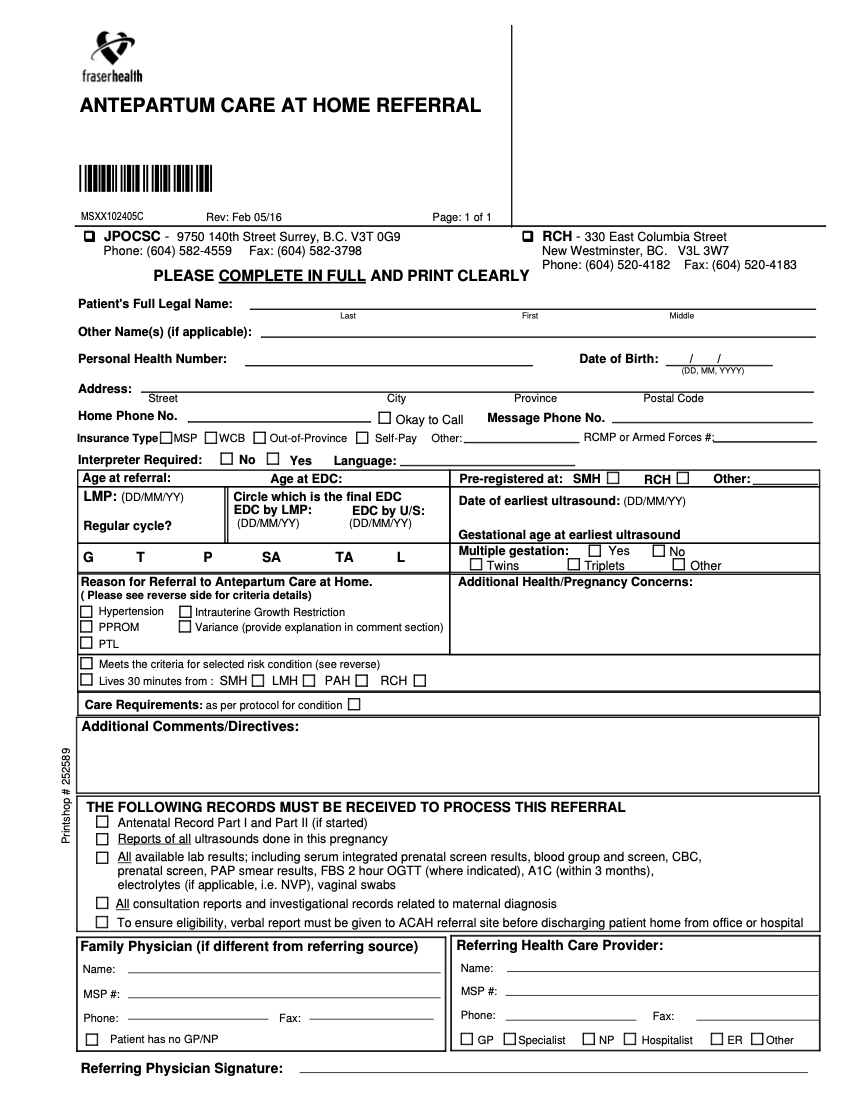 fraserhealth
ANTEPARTUM CARE AT HOME REFERRAL
MSXX102405C Rev: Feb 05/16 Page: 1 of 1
JPOCSC - 9750 140th Street Surrey, B.C. V3T 0G9
Phone: (604) 582-4559 Fax: (604) 582-3798
RCH - 330 East Columbia Street
New Westminster, BC. V3L 3W7
Phone: (604) 520-4182 Fax: (604) 520-4183
PLEASE COMPLETE IN FULL AND PRINT CLEARLY
Patient's Full Legal Name:
Last First Middle
Other Name(s) (if applicable):
Personal Health Number: Date of Birth: / /
(DD, MM, YYYY)
Address:
Street City Province Postal Code
Home Phone No. Okay to Call Message Phone No.
Insurance Type MSP WCB Out-of-Province Self-Pay Other: RCMP or Armed Forces #:
Interpreter Required: No Yes Language:
Age at referral: Age at EDC:
LMP: (DD/MM/YY)
Regular cycle?
Circle which is the final EDC
EDC by LMP: EDC by U/S:
(DD/MM/YY) (DD/MM/YY)
G T P SA TA L
Pre-registered at: SMH RCH Other:
Date of earliest ultrasound: (DD/MM/YY)
Gestational age at earliest ultrasound
Multiple gestation: Yes No
Twins Triplets Other
Reason for Referral to Antepartum Care at Home.
( Please see reverse side for criteria details)
Hypertension Intrauterine Growth Restriction
PPROM Variance (provide explanation in comment section)
PTL
Additional Health/Pregnancy Concerns:
Meets the criteria for selected risk condition (see reverse)
Lives 30 minutes from : SMH LMH PAH RCH
Care Requirements: as per protocol for condition
Additional Comments/Directives:
Printshop # 252589
THE FOLLOWING RECORDS MUST BE RECEIVED TO PROCESS THIS REFERRAL
Antenatal Record Part I and Part II (if started)
Reports of all ultrasounds done in this pregnancy
All available lab results; including serum integrated prenatal screen results, blood group and screen, CBC,
prenatal screen, PAP smear results, FBS 2 hour OGTT (where indicated), A1C (within 3 months),
electrolytes (if applicable, i.e. NVP), vaginal swabs
All consultation reports and investigational records related to maternal diagnosis
To ensure eligibility, verbal report must be given to ACAH referral site before discharging patient home from office or hospital
Family Physician (if different from referring source)
Name:
MSP #:
Phone: Fax:
Patient has no GP/NP
Referring Health Care Provider:
Name:
MSP #:
Phone: Fax:
GP Specialist NP Hospitalist ER Other
Referring Physician Signature: